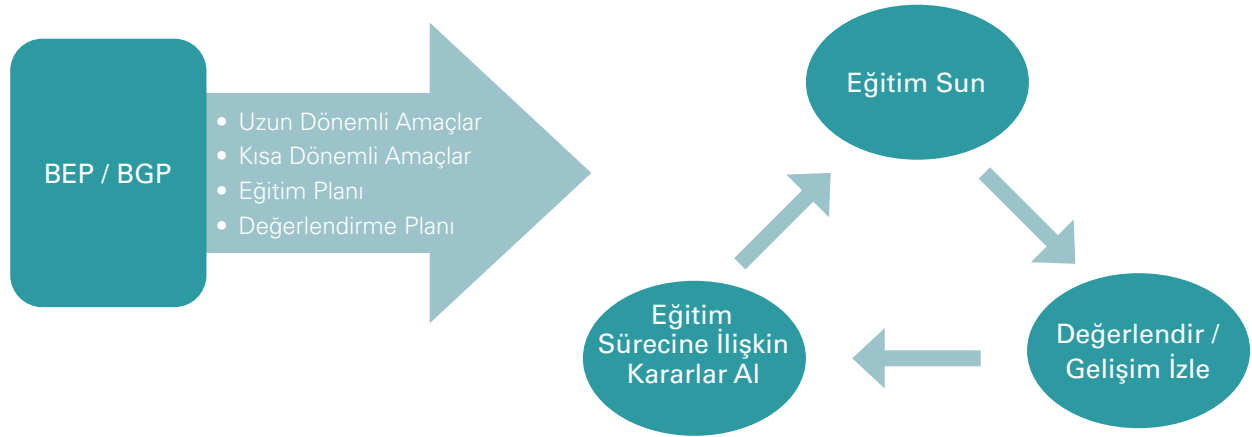 BEP / BGP
• Uzun Dönemli Amaçlar
• Kısa Dönemli Amaçlar
• Eğitim Planı
• Değerlendirme Planı
Eğitim Sun
Değerlendir /
Gelişim İzle
Eğitim
Sürecine İlişkin
Kararlar Al